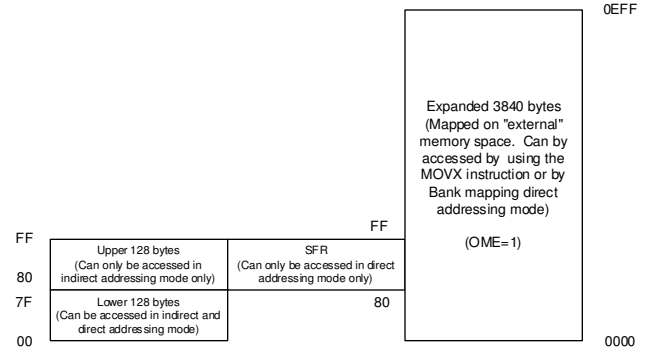 0EFF
Expanded 3840 bytes
(Mapped on "external"
memory space. Can by
accessed by using the
MOVX instruction or by
Bank mapping direct
addressing mode)
(OME=1)
FF
FF
Upper 128 bytes
(Can only be accessed in
indirect addressing mode only)
SFR
(Can only be accessed in direct
addressing mode only)
80
7F
80
Lower 128 bytes
(Can be accessed in indirect and
direct addressing mode)
00
0000